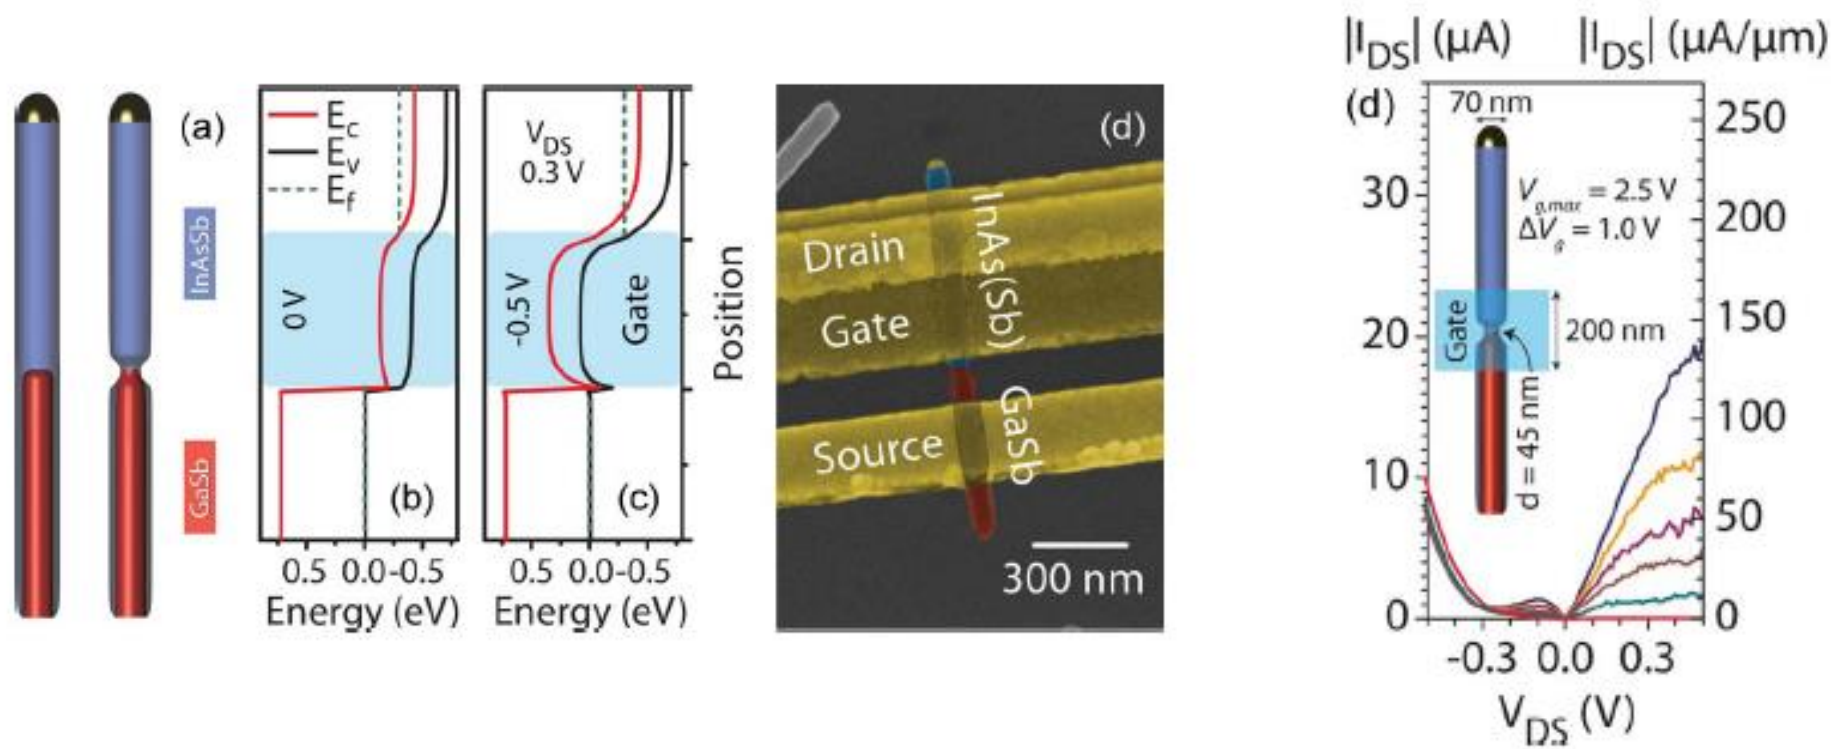 (a)
InAsSb
GaSb
E_c
E_v
E_f
0 V
(b)
0.5 0.0 -0.5
Energy (eV)
V_DS
0.3 V
-0.5 V
Gate
(c)
0.5 0.0 -0.5
Energy (eV)
Position
(d)
Drain
Gate
Source
InAs(Sb)
GaSb
300 nm
|I_DS| (μA)
|I_DS| (μA/μm)
(d)
70 nm
V_g,max = 2.5 V
ΔV_g = 1.0 V
Gate
200 nm
d = 45 nm
30
20
10
0
250
200
150
100
50
0
-0.3 0.0 0.3
V_DS (V)